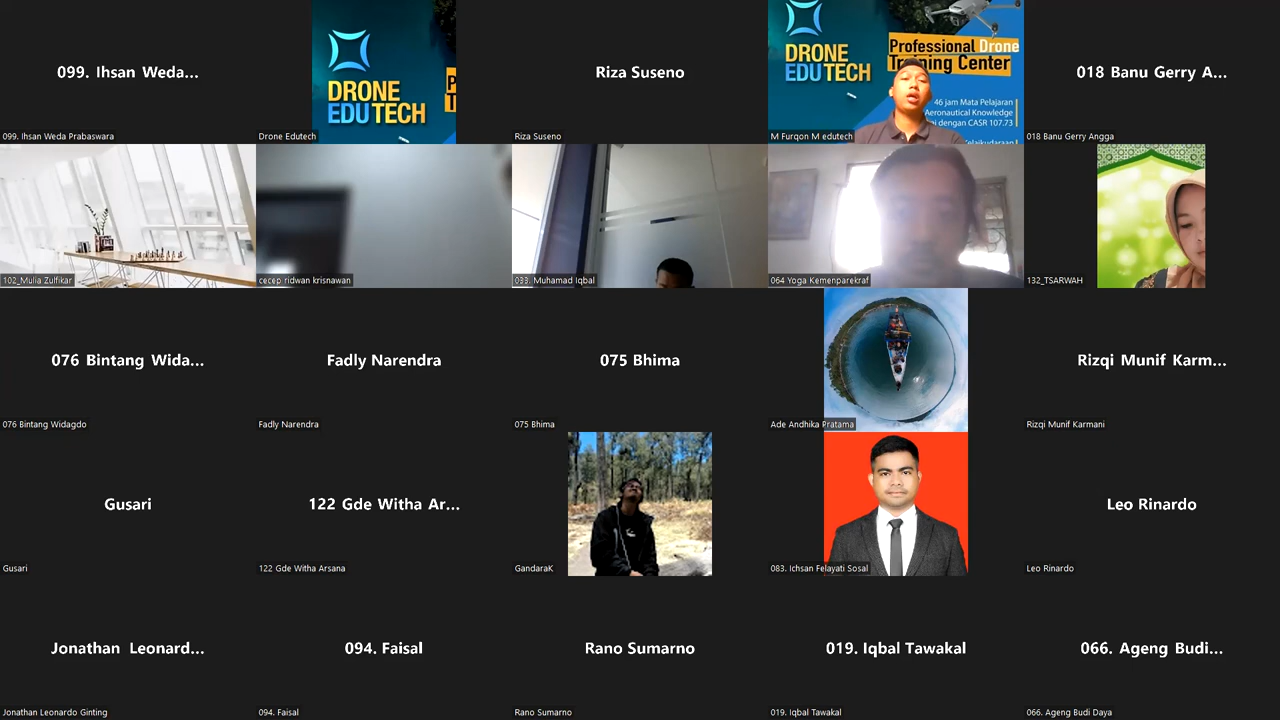 099. Ihsan Weda...
099. Ihsan Weda Prabaswara
DRONE
EDUTECH
Drone Edutech
Riza Suseno
Riza Suseno
DRONE
EDUTECH
Professional Drone
Training Center
46 jam Mata Pelajaran
Aeronautical Knowledge
dengan CASR 107.73
M Furqon M edutech
018 Banu Gerry A...
018 Banu Gerry Angga
102_Mulia Zulfikar
cecep ridwan krisnawan
Muhamad Iqbal
064 Yoga Kemenparekraf
132_TSARWAH
076 Bintang Wida...
076 Bintang Widagdo
Fadly Narendra
Fadly Narendra
075 Bhima
075 Bhima
Ade Andhika Pratama
Rizqi Munif Karm...
Rizqi Munif Karmani
Gusari
Gusari
122 Gde Witha Ar...
122 Gde Witha Arsana
GandaraK
083. Ichsan Felayati Sosal
Leo Rinardo
Leo Rinardo
Jonathan Leonard...
Jonathan Leonardo Ginting
094. Faisal
094. Faisal
Rano Sumarno
Rano Sumarno
019. Iqbal Tawakal
019. Iqbal Tawakal
066. Ageng Budi...
066. Ageng Budi Daya